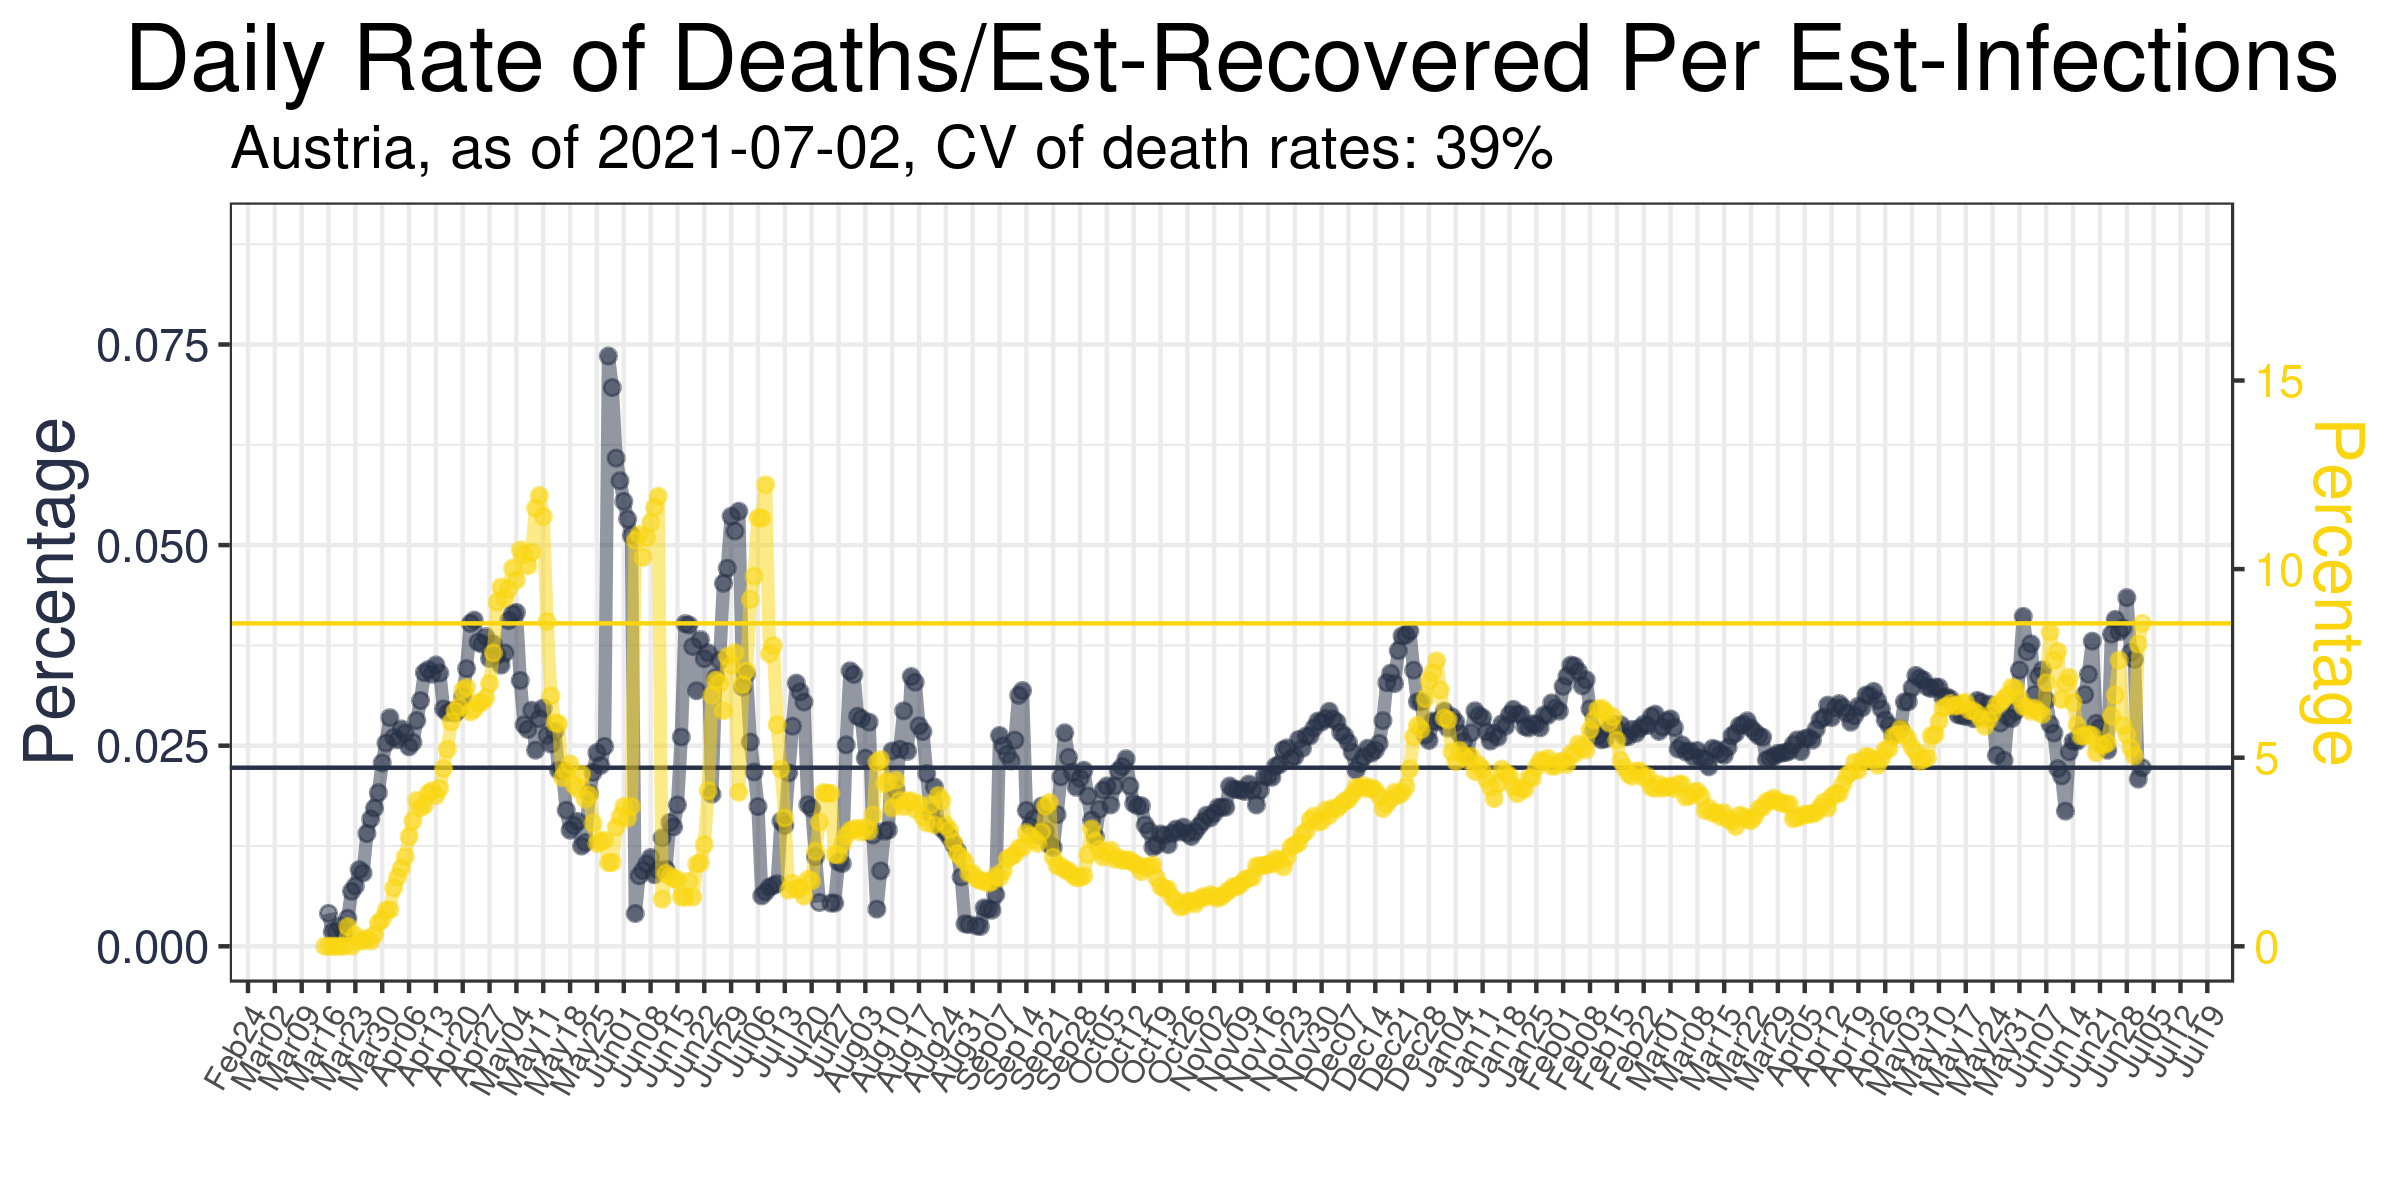 Daily Rate of Deaths/Est-Recovered Per Est-Infections
Austria, as of 2021-07-02, CV of death rates: 39%
Percentage
0.075
0.050
0.025
0.000
15
10
5
0
Percentage
Feb24
Mar02
Mar09
Mar16
Mar23
Mar30
Apr06
Apr13
Apr20
Apr27
May04
May11
May18
May25
Jun01
Jun08
Jun15
Jun22
Jun29
Jul06
Jul13
Jul20
Jul27
Aug03
Aug10
Aug17
Aug24
Aug31
Sep07
Sep14
Sep21
Sep28
Oct05
Oct12
Oct19
Oct26
Nov02
Nov09
Nov16
Nov23
Nov30
Dec07
Dec14
Dec21
Dec28
Jan04
Jan11
Jan18
Jan25
Feb01
Feb08
Feb15
Feb22
Mar01
Mar08
Mar15
Mar22
Mar29
Apr05
Apr12
Apr19
Apr26
May03
May10
May17
May24
May31
Jun07
Jun14
Jun21
Jun28
Jul05
Jul12
Jul19